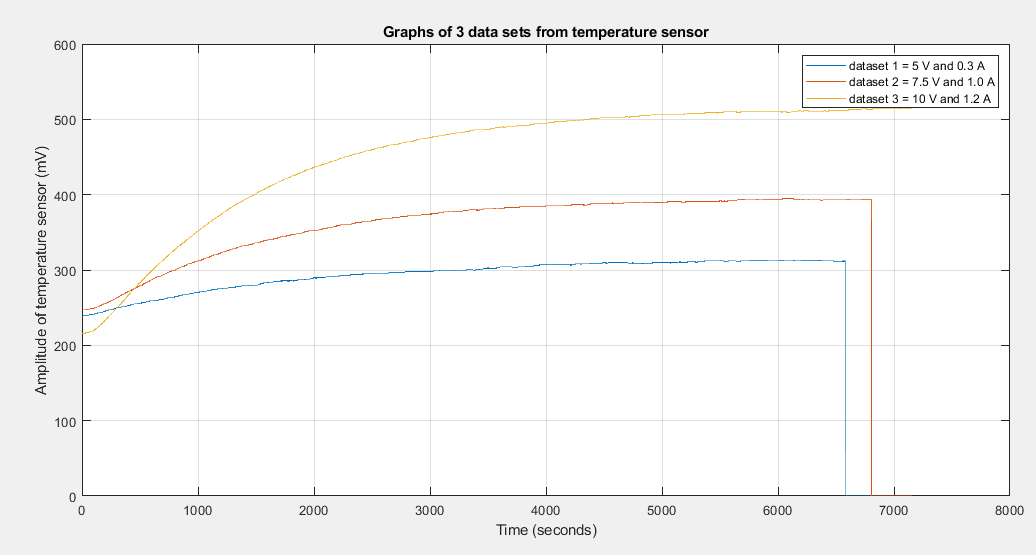 Graphs of 3 data sets from temperature sensor
dataset 1 = 5 V and 0.3 A
dataset 2 = 7.5 V and 1.0 A
dataset 3 = 10 V and 1.2 A
Amplitude of temperature sensor (mV)
600
500
400
300
200
100
0
0 1000 2000 3000 4000 5000 6000 7000 8000
Time (seconds)